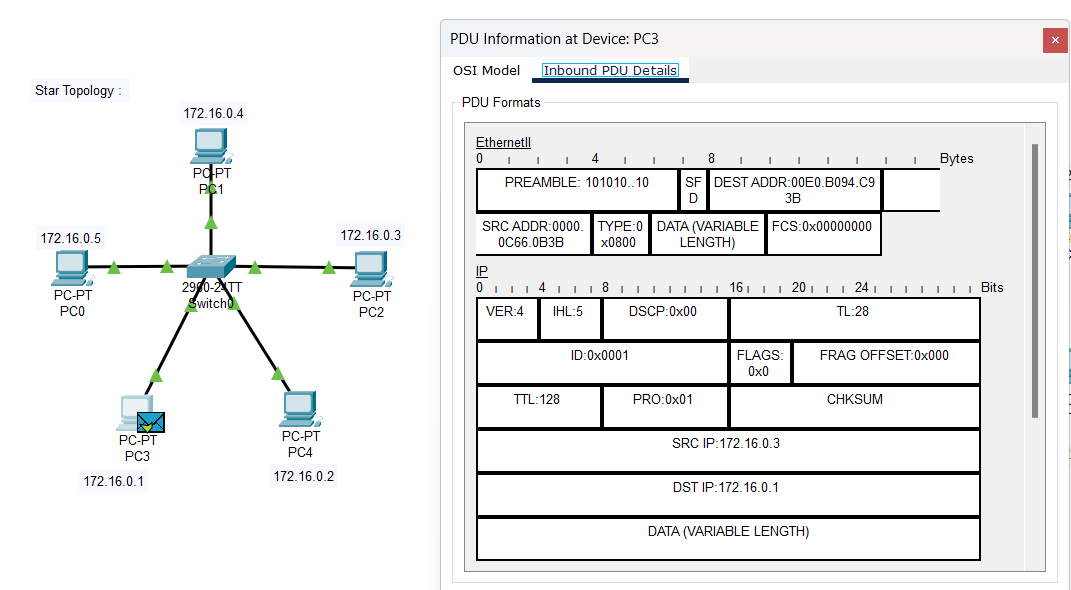 Star Topology :
172.16.0.4
PC-PT
PC1
172.16.0.5
PC-PT
PC0
172.16.0.3
PC-PT
PC2
2960-24TT
Switch0
PC-PT
PC3
172.16.0.1
PC-PT
PC4
172.16.0.2
PDU Information at Device: PC3
OSI Model Inbound PDU Details
PDU Formats
EthernetII
0 4 8 Bytes
PREAMBLE: 101010..10
SF
D
DEST ADDR:00E0.B094.C9
3B
SRC ADDR:0000.
0C66.0B3B
TYPE:0
x0800
DATA (VARIABLE
LENGTH)
FCS:0x00000000
IP
0 4 8 16 20 24 Bits
VER:4 IHL:5 DSCP:0x00 TL:28
ID:0x0001
FLAGS:
0x0
FRAG OFFSET:0x000
TTL:128 PRO:0x01 CHKSUM
SRC IP:172.16.0.3
DST IP:172.16.0.1
DATA (VARIABLE LENGTH)